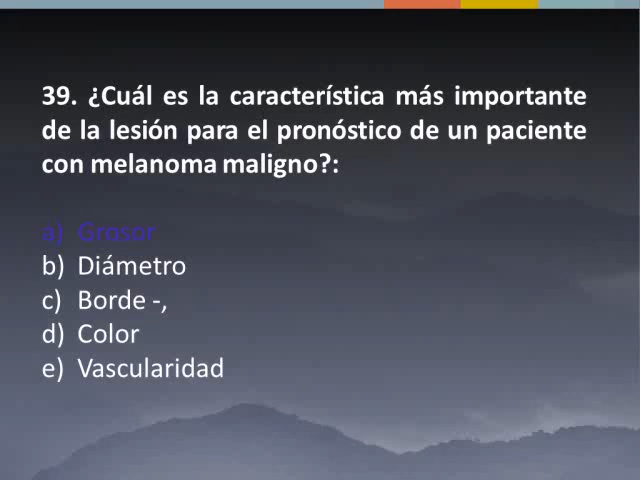 39. ¿Cuál es la característica más importante
de la lesión para el pronóstico de un paciente
con melanoma maligno?:
a) Grosor
b) Diámetro
c) Borde -,
d) Color
e) Vascularidad